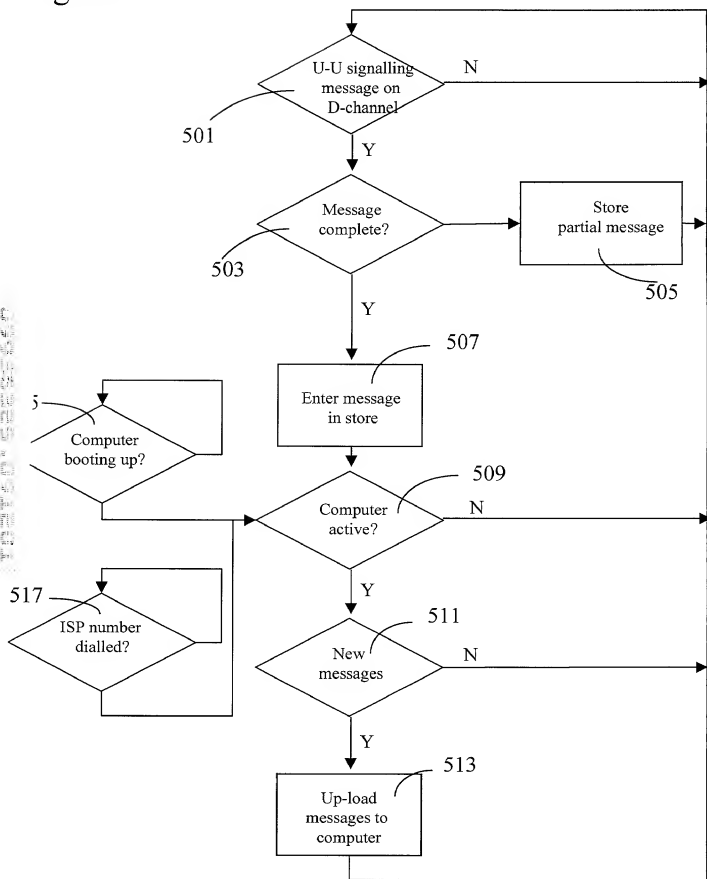 U-U signalling
message on
D-channel
N
501
Y
Message
complete?
503
Store
partial message
505
Y
507
Enter message
in store
5
Computer
booting up?
509
Computer
active?
N
Y
517
ISP number
dialled?
511
New
messages
N
Y
513
Up-load
messages to
computer